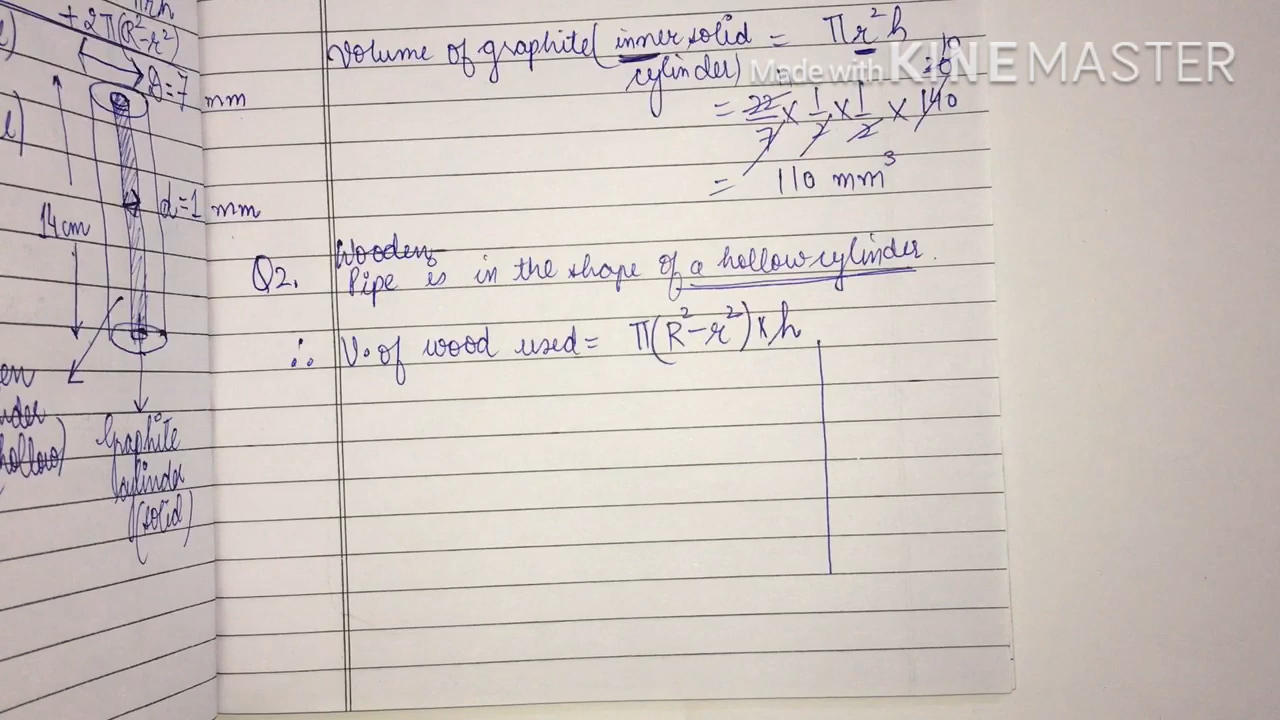 πrh
+ 2π(R²-r²)
D=7 mm
14cm
d=1 mm
Graphite
cylinder
(solid)
hollow)
Volume of graphite( inner solid = πr²h
cylinder)
Made with KINEMASTER
= 22/7 × 1/2 × 1/2 × 140
= 110 mm³
Q2. Wooden
Pipe is in the shape of a hollow cylinder.
∴ V. of wood used = π(R²-r²)×h